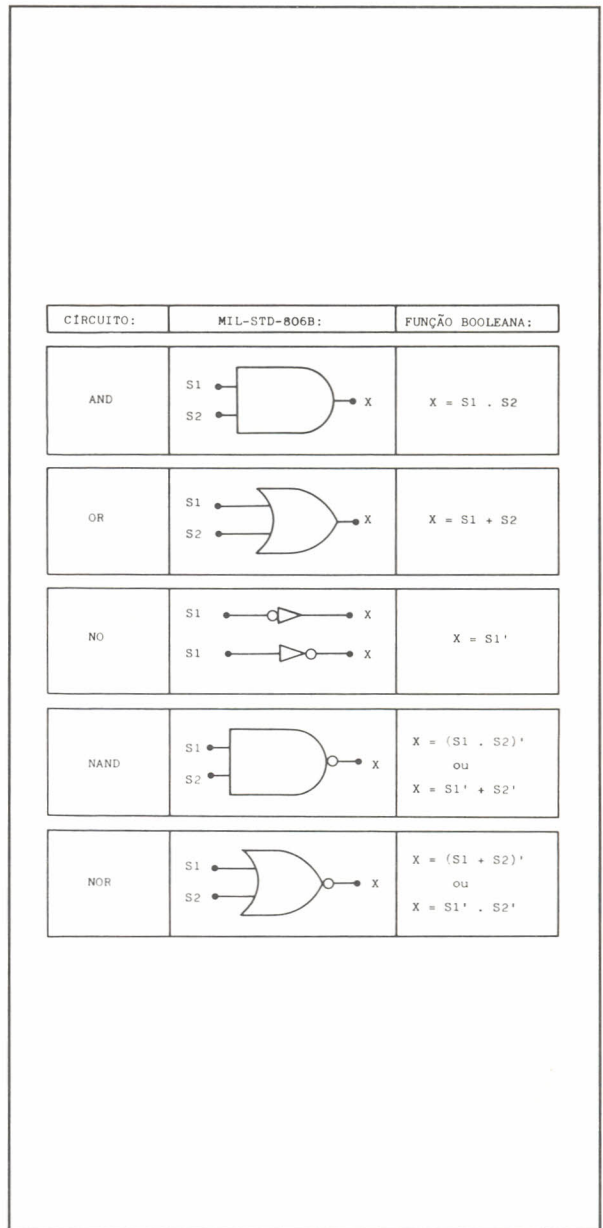 CÍRCUITO: MIL-STD-806B: FUNÇÃO BOOLEANA:
AND S1 S2 X X = S1 . S2
OR S1 S2 X X = S1 + S2
NO S1 X S1 X X = S1'
NAND S1 S2 X X = (S1 . S2)'
ou
X = S1' + S2'
NOR S1 S2 X X = (S1 + S2)'
ou
X = S1' . S2'